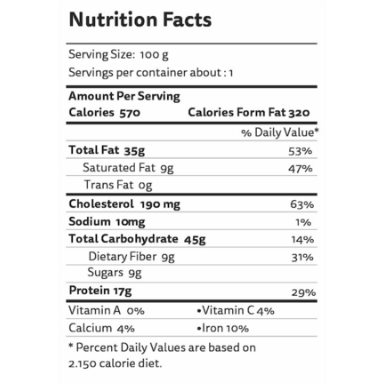 Nutrition Facts
Serving Size: 100 g
Servings per container about : 1
Amount Per Serving
Calories 570 Calories Form Fat 320
% Daily Value*
Total Fat 35g 53%
Saturated Fat 9g 47%
Trans Fat 0g
Cholesterol 190 mg 63%
Sodium 10mg 1%
Total Carbohydrate 45g 14%
Dietary Fiber 9g 31%
Sugars 9g
Protein 17g 29%
Vitamin A 0% •Vitamin C 4%
Calcium 4% •Iron 10%
* Percent Daily Values are based on
2.150 calorie diet.